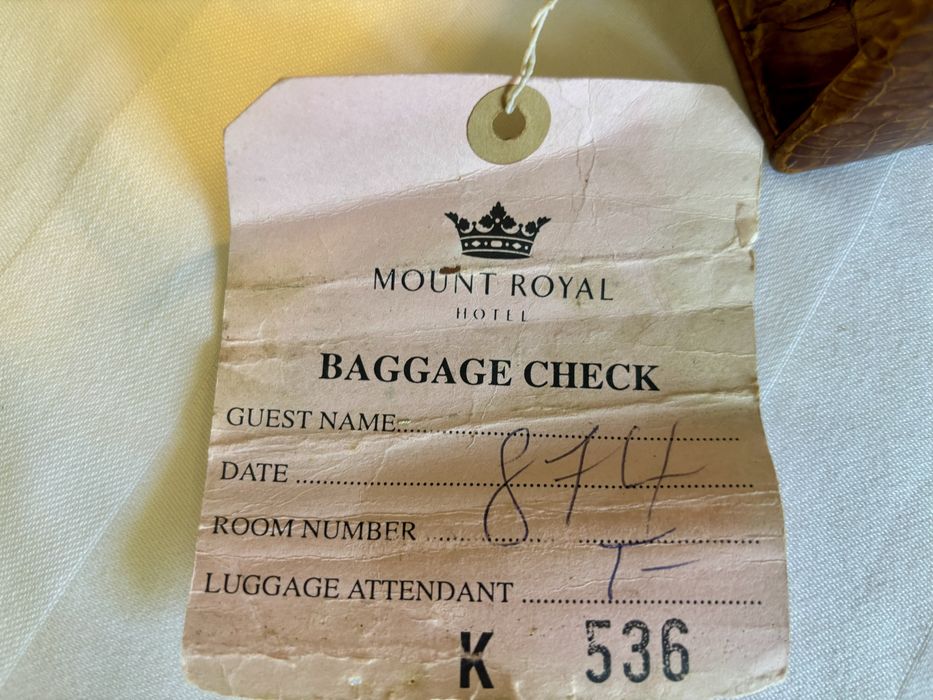 MOUNT ROYAL
HOTEL
BAGGAGE CHECK
GUEST NAME..............................
DATE ..............................
874
ROOM NUMBER ..............................
T-
LUGGAGE ATTENDANT ..............................
K 536